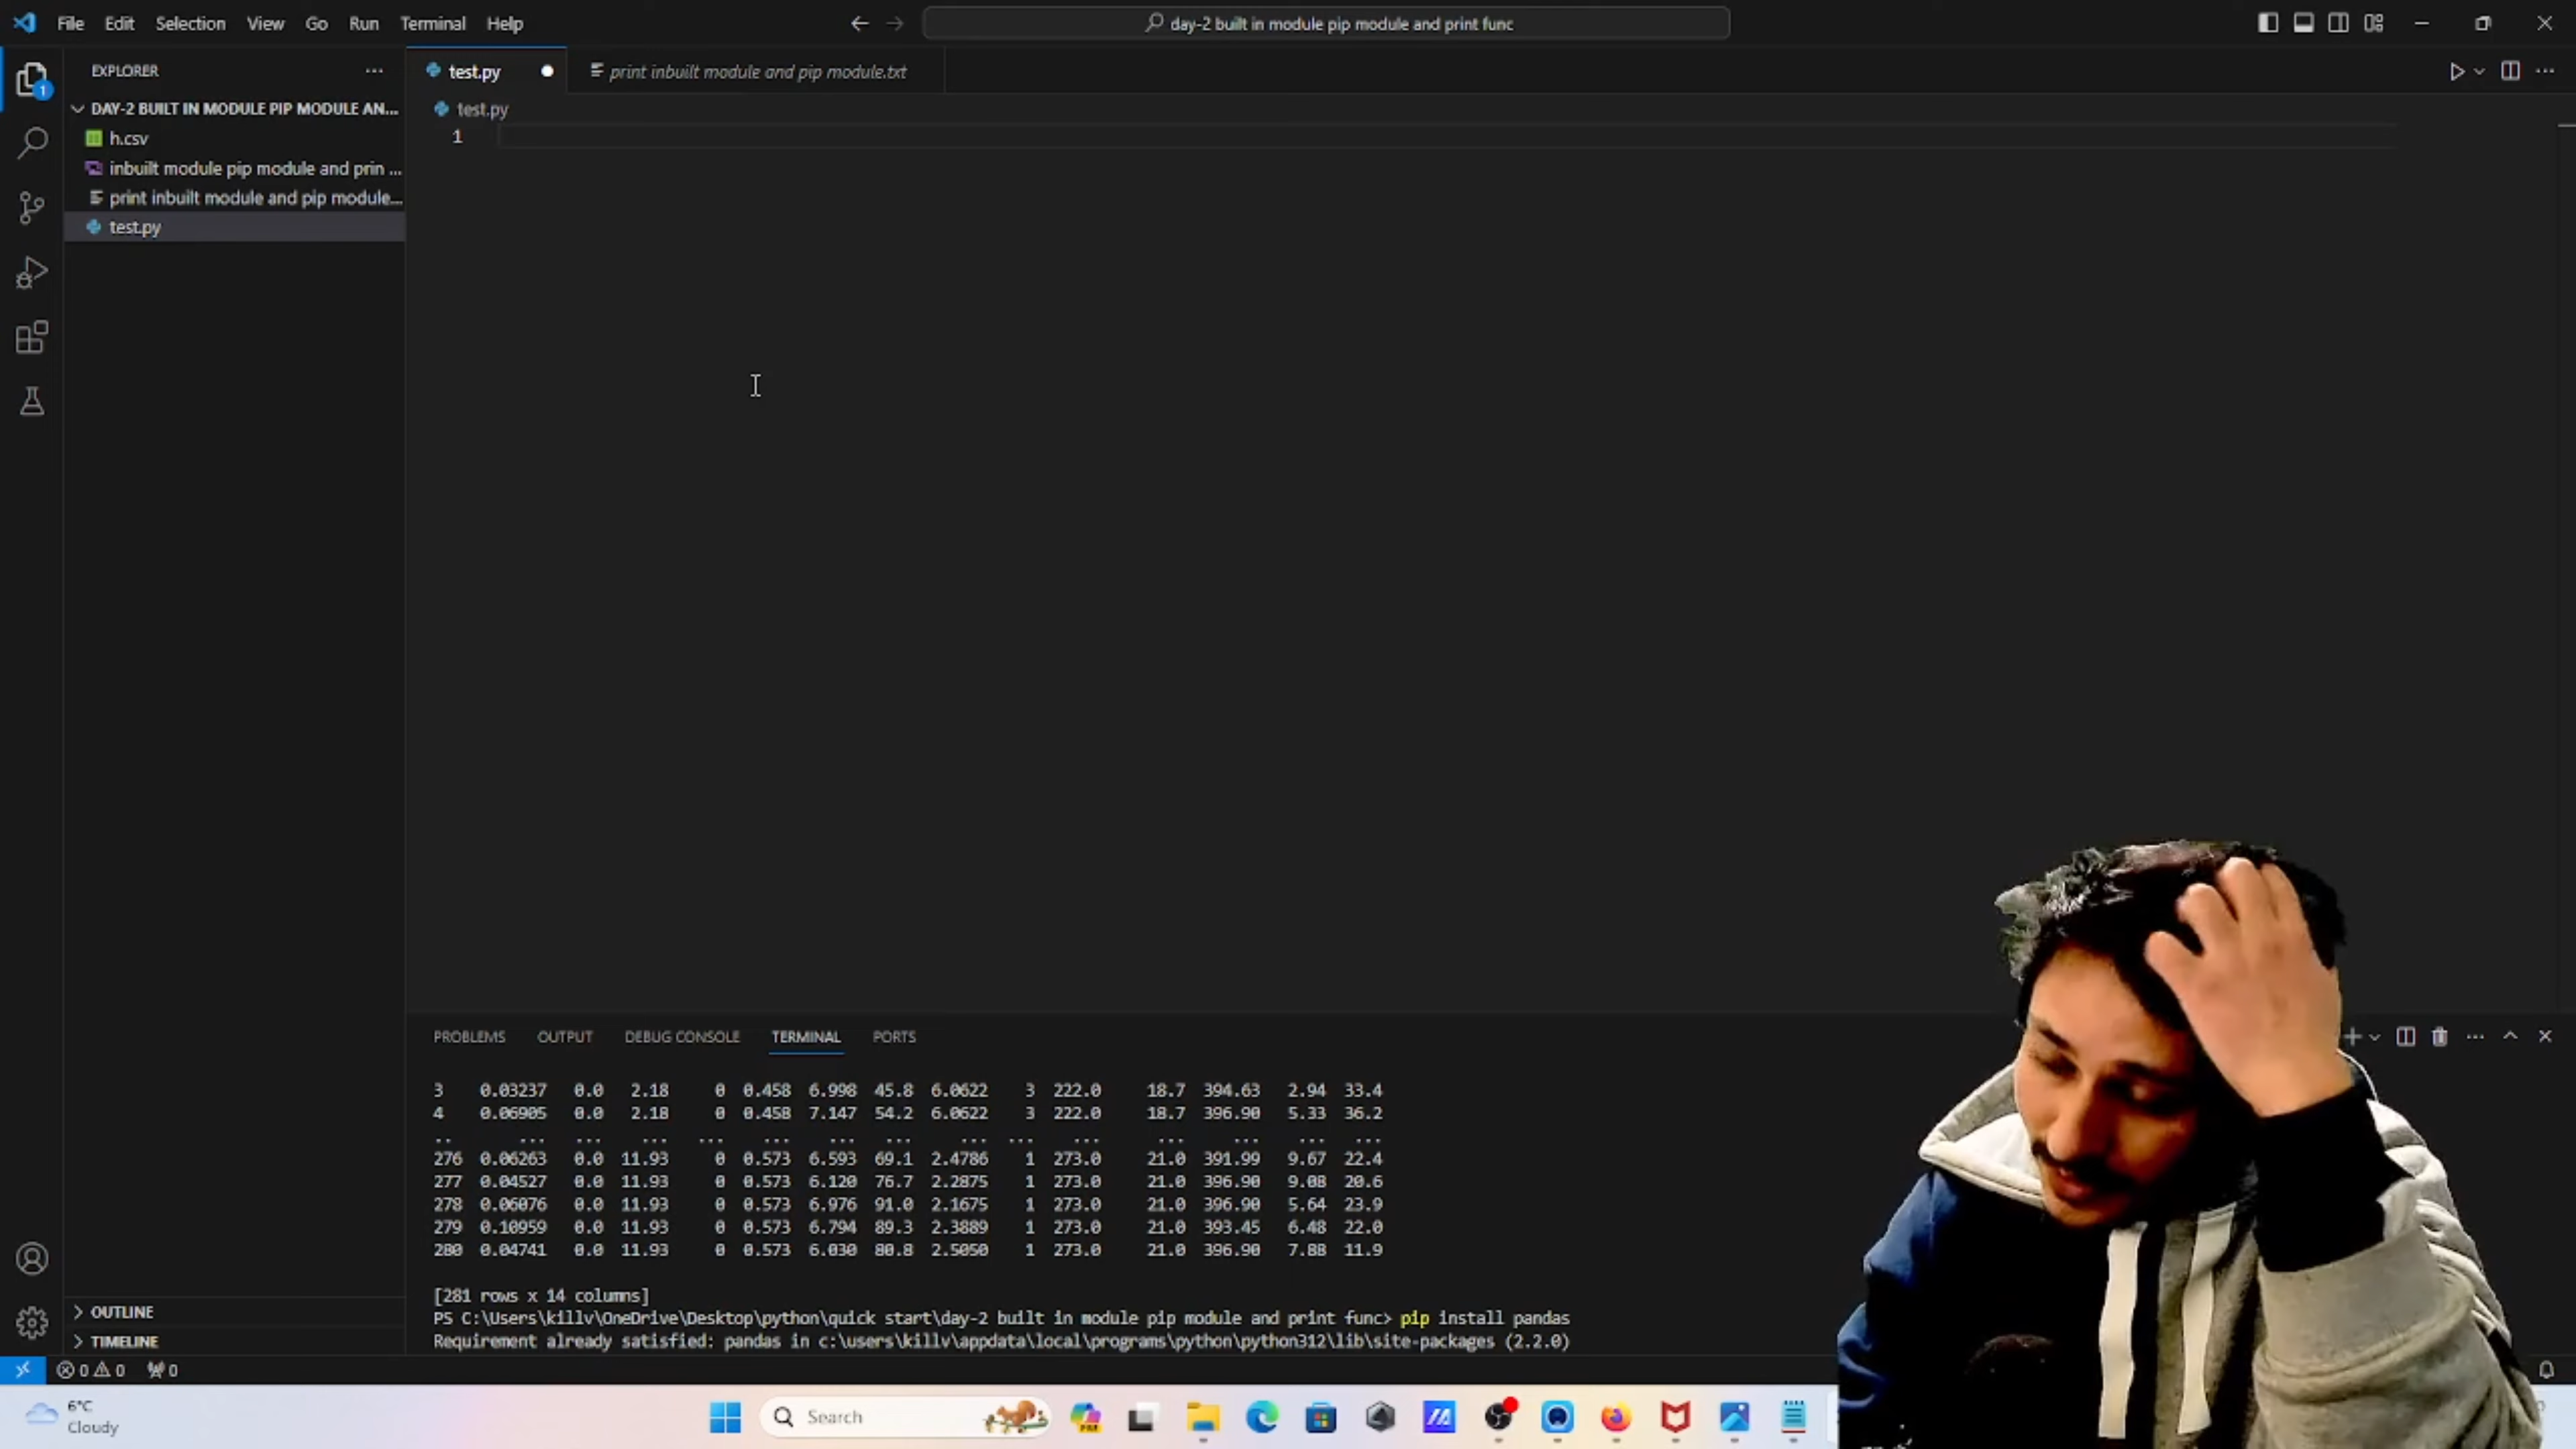 File Edit Selection View Go Run Terminal Help
day-2 built in module pip module and print func
EXPLORER
1
DAY-2 BUILT IN MODULE PIP MODULE AN...
h.csv
inbuilt module pip module and prin ...
print inbuilt module and pip module...
test.py
OUTLINE
TIMELINE
test.py print inbuilt module and pip module.txt
test.py
1
PROBLEMS OUTPUT DEBUG CONSOLE TERMINAL PORTS
3 0.03237 0.0 2.18 0 0.458 6.998 45.8 6.0622 3 222.0 18.7 394.63 2.94 33.4
4 0.06905 0.0 2.18 0 0.458 7.147 54.2 6.0622 3 222.0 18.7 396.90 5.33 36.2
.. ... ... ... ... ... ... ... ... ... ... ... ... ... ...
276 0.06263 0.0 11.93 0 0.573 6.593 69.1 2.4786 1 273.0 21.0 391.99 9.67 22.4
277 0.04527 0.0 11.93 0 0.573 6.120 76.7 2.2875 1 273.0 21.0 396.90 9.08 20.6
278 0.06076 0.0 11.93 0 0.573 6.976 91.0 2.1675 1 273.0 21.0 396.90 5.64 23.9
279 0.10959 0.0 11.93 0 0.573 6.794 89.3 2.3889 1 273.0 21.0 393.45 6.48 22.0
280 0.04741 0.0 11.93 0 0.573 6.030 80.8 2.5050 1 273.0 21.0 396.90 7.88 11.9
[281 rows x 14 columns]
PS C:\Users\killv\OneDrive\Desktop\python\quick start\day-2 built in module pip module and print func> pip install pandas
Requirement already satisfied: pandas in c:\users\killv\appdata\local\programs\python\python312\lib\site-packages (2.2.0)
0 0 0
6°C
Cloudy
Search
PRE